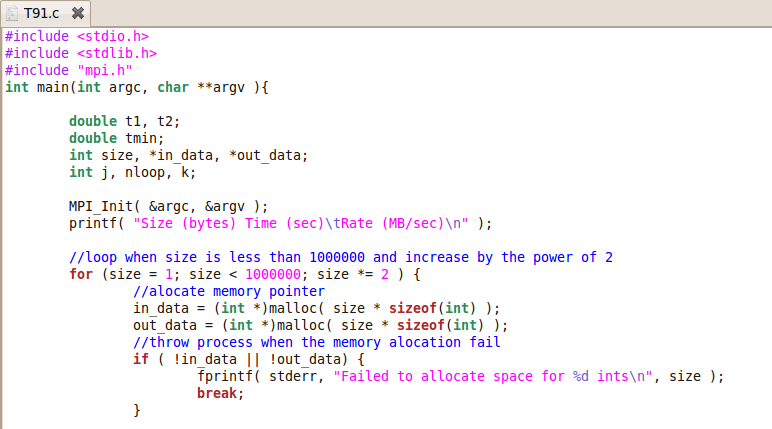 T91.c
#include <stdio.h>
#include <stdlib.h>
#include "mpi.h"
int main(int argc, char **argv ){
double t1, t2;
double tmin;
int size, *in_data, *out_data;
int j, nloop, k;
MPI_Init( &argc, &argv );
printf( "Size (bytes) Time (sec)\tRate (MB/sec)\n" );
//loop when size is less than 1000000 and increase by the power of 2
for (size = 1; size < 1000000; size *= 2 ) {
//alocate memory pointer
in_data = (int *)malloc( size * sizeof(int) );
out_data = (int *)malloc( size * sizeof(int) );
//throw process when the memory alocation fail
if ( !in_data || !out_data) {
fprintf( stderr, "Failed to allocate space for %d ints\n", size );
break;
}